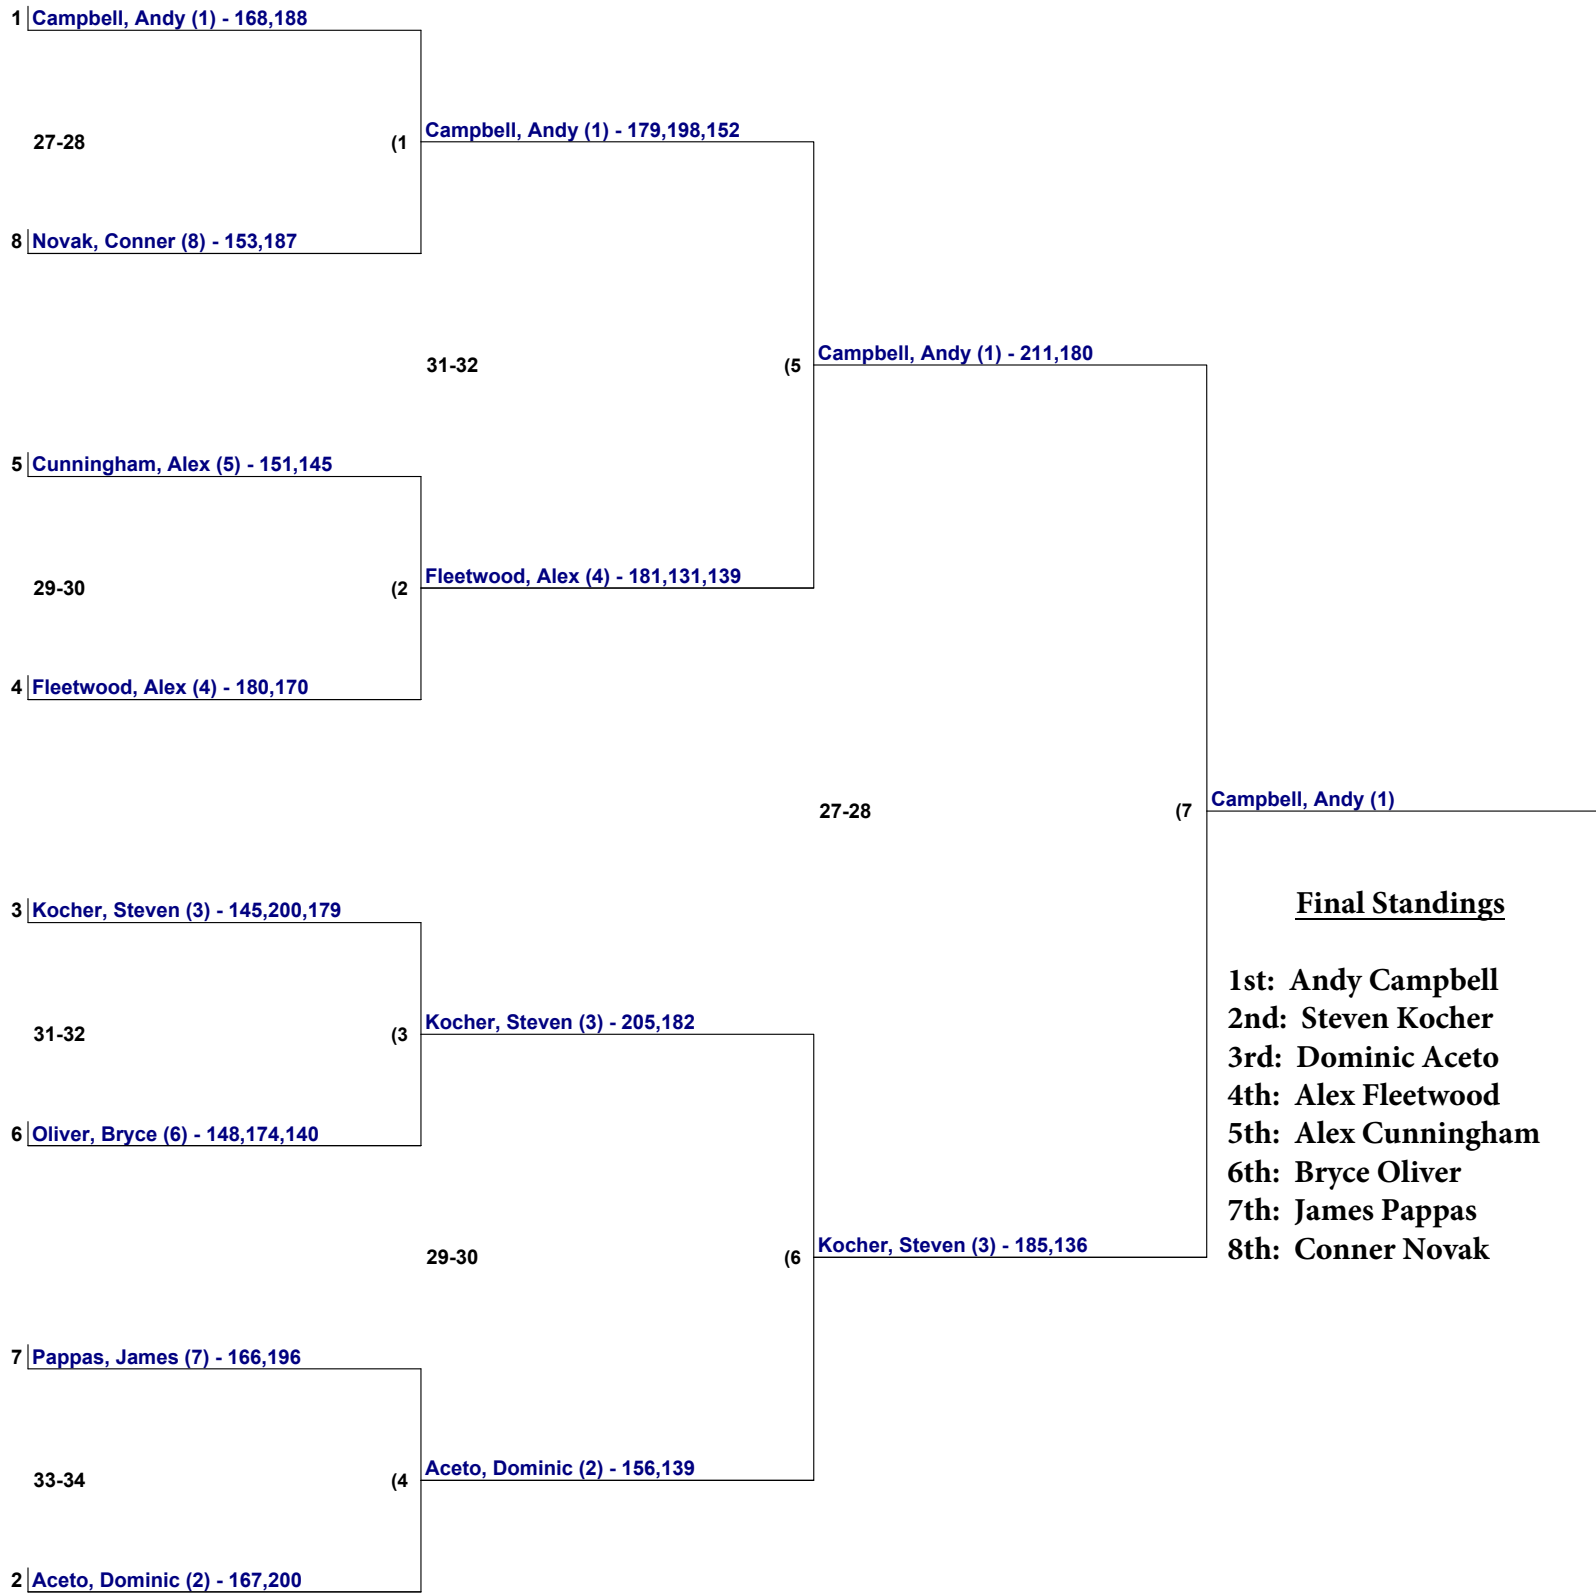 1 Campbell, Andy (1) - 168,188
27-28 (1
Campbell, Andy (1) - 179,198,152
8 Novak, Conner (8) - 153,187
31-32 (5
Campbell, Andy (1) - 211,180
5 Cunningham, Alex (5) - 151,145
29-30 (2
Fleetwood, Alex (4) - 181,131,139
4 Fleetwood, Alex (4) - 180,170
27-28 (7
Campbell, Andy (1)
3 Kocher, Steven (3) - 145,200,179
31-32 (3
Kocher, Steven (3) - 205,182
6 Oliver, Bryce (6) - 148,174,140
29-30 (6
Kocher, Steven (3) - 185,136
7 Pappas, James (7) - 166,196
33-34 (4
Aceto, Dominic (2) - 156,139
2 Aceto, Dominic (2) - 167,200
Final Standings
1st: Andy Campbell
2nd: Steven Kocher
3rd: Dominic Aceto
4th: Alex Fleetwood
5th: Alex Cunningham
6th: Bryce Oliver
7th: James Pappas
8th: Conner Novak